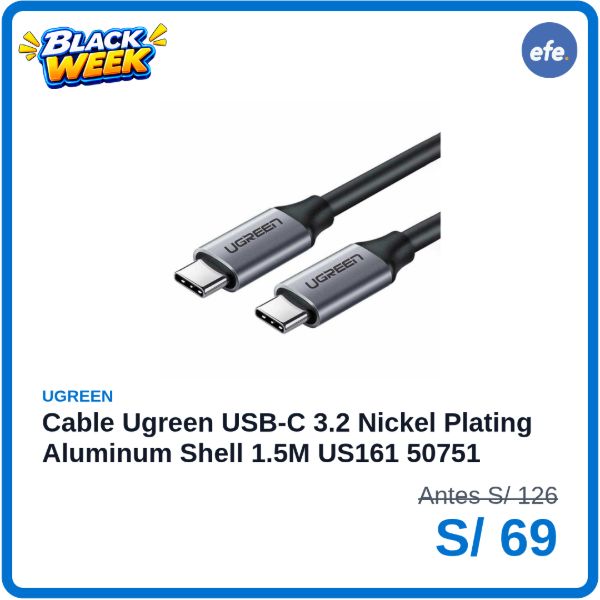 BLACK
WEEK
efe.
UGREEN
UGREEN
UGREEN
Cable Ugreen USB-C 3.2 Nickel Plating
Aluminum Shell 1.5M US161 50751
Antes S/ 126
S/ 69